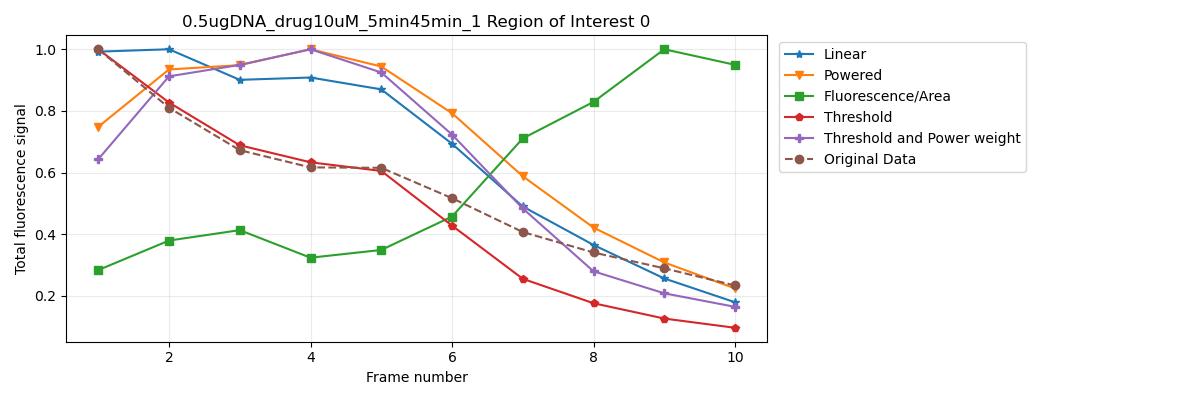 0.5ugDNA_drug10uM_5min45min_1 Region of Interest 0
Total fluorescence signal
1.0
0.8
0.6
0.4
0.2
2
4
6
8
10
Frame number
Linear
Powered
Fluorescence/Area
Threshold
Threshold and Power weight
Original Data